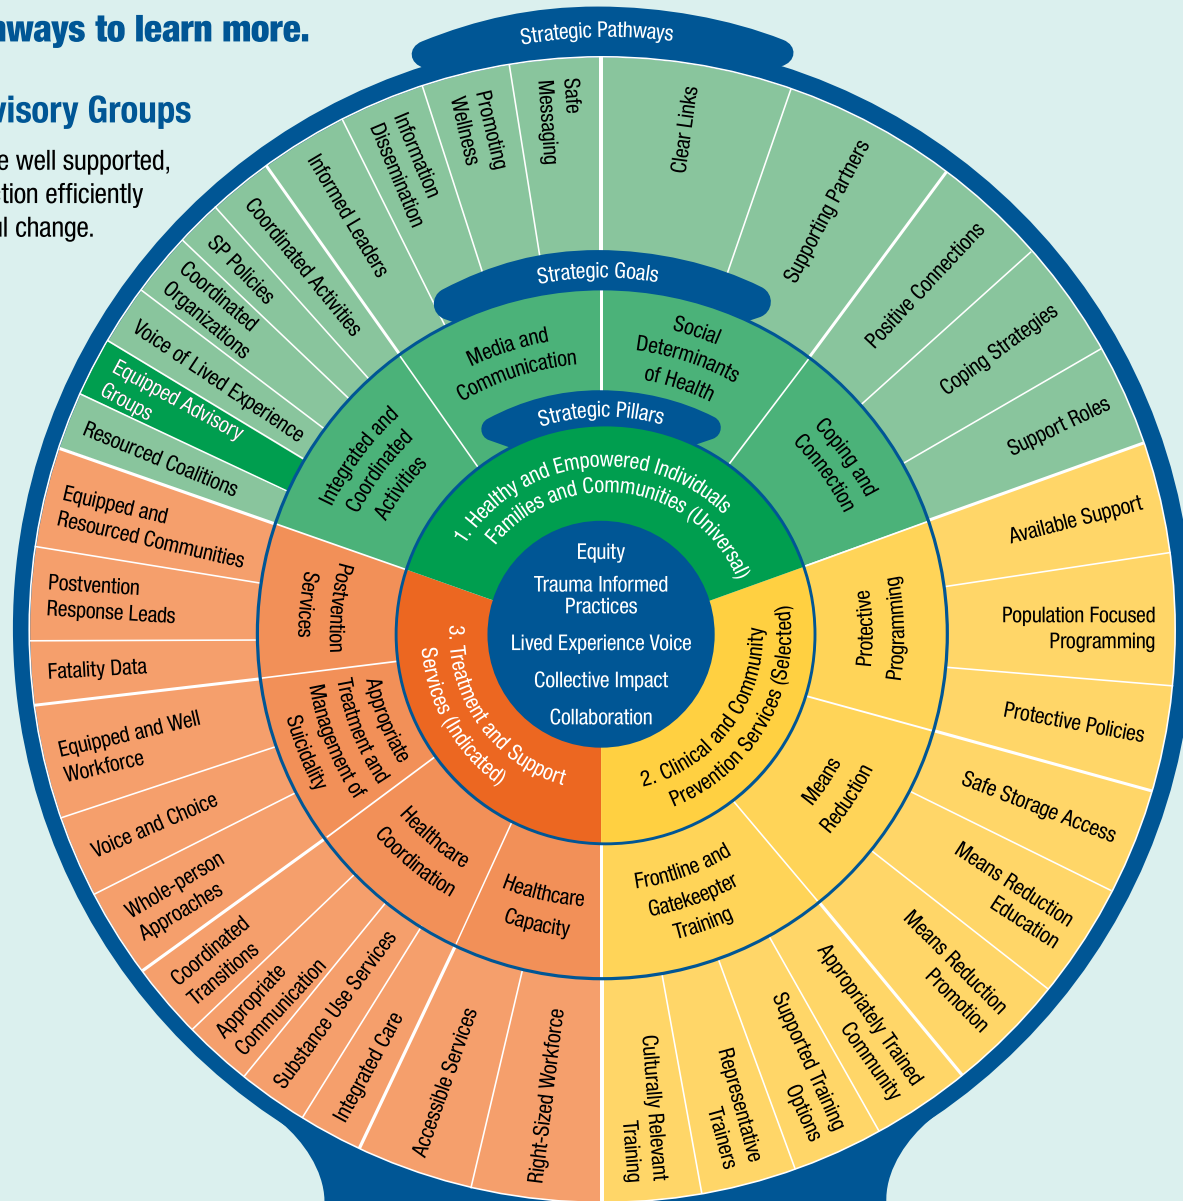 nways to learn more.
visory Groups
e well supported,
ction efficiently
ul change.
Strategic Pathways
Safe
Messaging
Promoting
Wellness
Information
Dissemination
Informed Leaders
Coordinated Activities
SP Policies
Coordinated
Organizations
Voice of Lived Experience
Equipped Advisory
Groups
Resourced Coalitions
Clear Links
Supporting Partners
Positive Connections
Coping Strategies
Support Roles
Strategic Goals
Media and
Communication
Social
Determinants
of Health
Integrated and
Coordinated
Activities
Coping and
Connection
Strategic Pillars
1. Healthy and Empowered Individuals
Families and Communities (Universal)
Equity
Trauma Informed
Practices
Lived Experience Voice
Collective Impact
Collaboration
2. Clinical and Community
Prevention Services (Selected)
3. Treatment and Support
Services (Indicated)
Protective
Programming
Means
Reduction
Frontline and
Gatekeeper
Training
Available Support
Population Focused
Programming
Protective Policies
Safe Storage Access
Means Reduction
Education
Means Reduction
Promotion
Appropriately Trained
Community
Supported Training
Options
Representative
Trainers
Culturally Relevant
Training
Postvention
Services
Appropriate
Treatment and
Management of
Suicidality
Healthcare
Coordination
Healthcare
Capacity
Equipped and
Resourced Communities
Postvention
Response Leads
Fatality Data
Equipped and Well
Workforce
Voice and Choice
Whole-person
Approaches
Coordinated
Transitions
Appropriate
Communication
Substance Use Services
Integrated Care
Accessible Services
Right-Sized Workforce